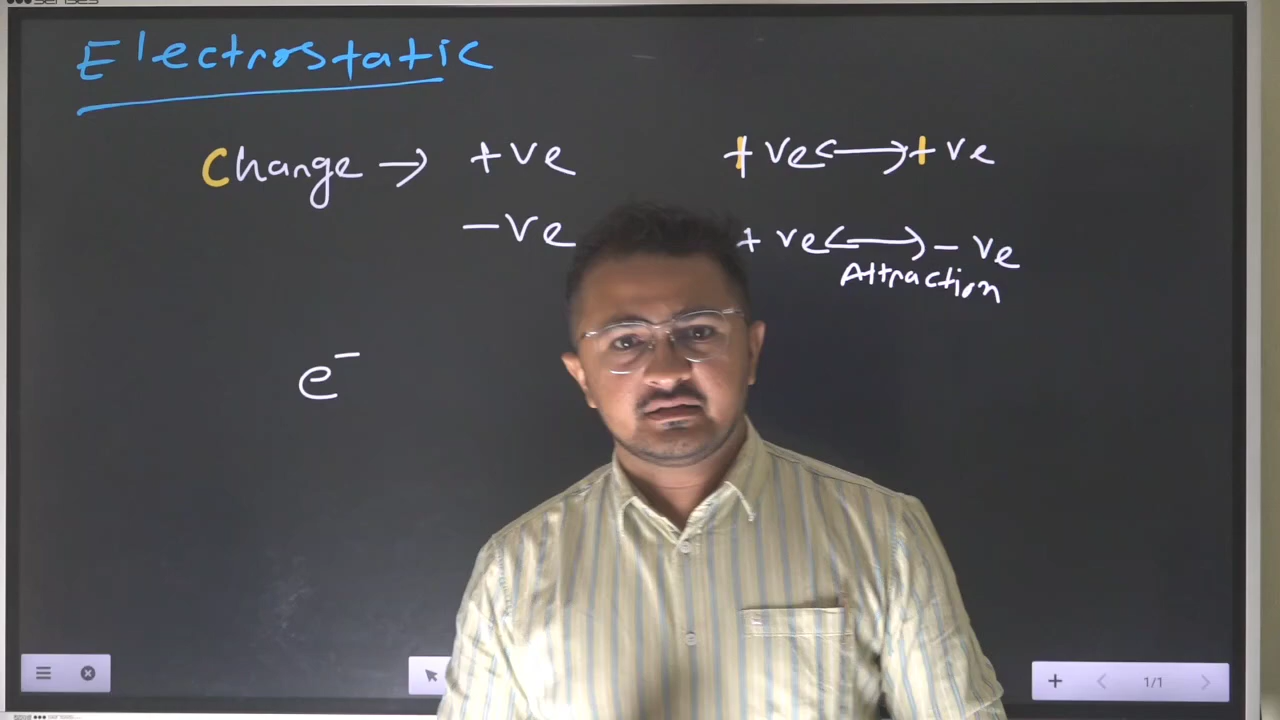 Electrostatic
Change → +ve
-ve
+ve ⟷ +ve
+ve ⟷ -ve
Attraction
e⁻
1/1